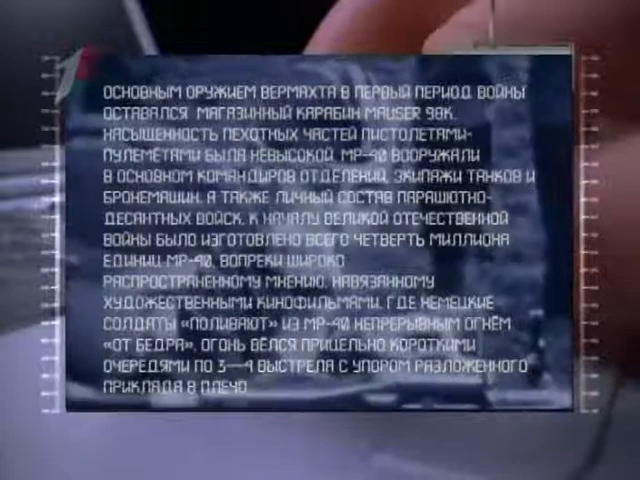 ОСНОВНЫМ ОРУЖИЕМ ВЕРМАХТА В ПЕРВЫЙ ПЕРИОД ВОЙНЫ
ОСТАВАЛСЯ МАГАЗИННЫЙ КАРАБИН MAUSER 98K.
НАСЫЩЕННОСТЬ ПЕХОТНЫХ ЧАСТЕЙ ПИСТОЛЕТАМИ-
ПУЛЕМЁТАМИ БЫЛА НЕВЫСОКОЙ. MP-40 ВООРУЖАЛИ
В ОСНОВНОМ КОМАНДИРОВ ОТДЕЛЕНИЙ, ЭКИПАЖИ ТАНКОВ И
БРОНЕМАШИН, А ТАКЖЕ ЛИЧНЫЙ СОСТАВ ПАРАШЮТНО-
ДЕСАНТНЫХ ВОЙСК. К НАЧАЛУ ВЕЛИКОЙ ОТЕЧЕСТВЕННОЙ
ВОЙНЫ БЫЛО ИЗГОТОВЛЕНО ВСЕГО ЧЕТВЕРТЬ МИЛЛИОНА
ЕДИНИЦ MP-40. ВОПРЕКИ ШИРОКО
РАСПРОСТРАНЕННОМУ МНЕНИЮ, НАВЯЗАННОМУ
ХУДОЖЕСТВЕННЫМИ КИНОФИЛЬМАМИ, ГДЕ НЕМЕЦКИЕ
СОЛДАТЫ «ПОЛИВАЮТ» ИЗ MP-40 НЕПРЕРЫВНЫМ ОГНЁМ
«ОТ БЕДРА», ОГОНЬ ВЁЛСЯ ПРИЦЕЛЬНО КОРОТКИМИ
ОЧЕРЕДЯМИ ПО 3—4 ВЫСТРЕЛА С УПОРОМ РАЗЛОЖЕННОГО
ПРИКЛАДА В ПЛЕЧО